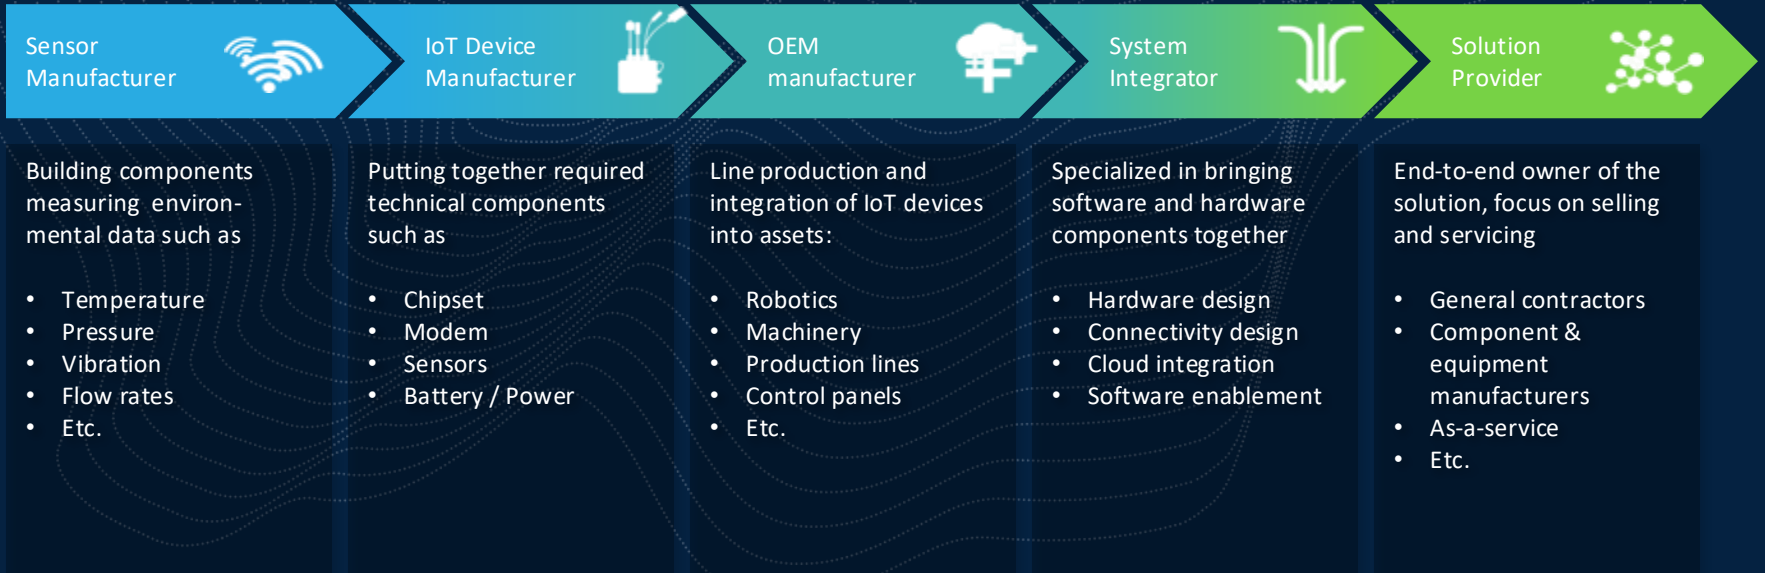 Sensor
Manufacturer
IoT Device
Manufacturer
OEM
manufacturer
System
Integrator
Solution
Provider
Building components
measuring environ-
mental data such as
• Temperature
• Pressure
• Vibration
• Flow rates
• Etc.
Putting together required
technical components
such as
• Chipset
• Modem
• Sensors
• Battery / Power
Line production and
integration of IoT devices
into assets:
• Robotics
• Machinery
• Production lines
• Control panels
• Etc.
Specialized in bringing
software and hardware
components together
• Hardware design
• Connectivity design
• Cloud integration
• Software enablement
End-to-end owner of the
solution, focus on selling
and servicing
• General contractors
• Component &
equipment
manufacturers
• As-a-service
• Etc.